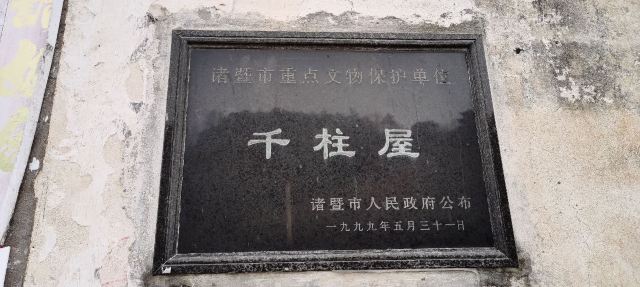 诸暨市重点文物保护单位
千柱屋
诸暨市人民政府公布
一九九九年五月三十一日